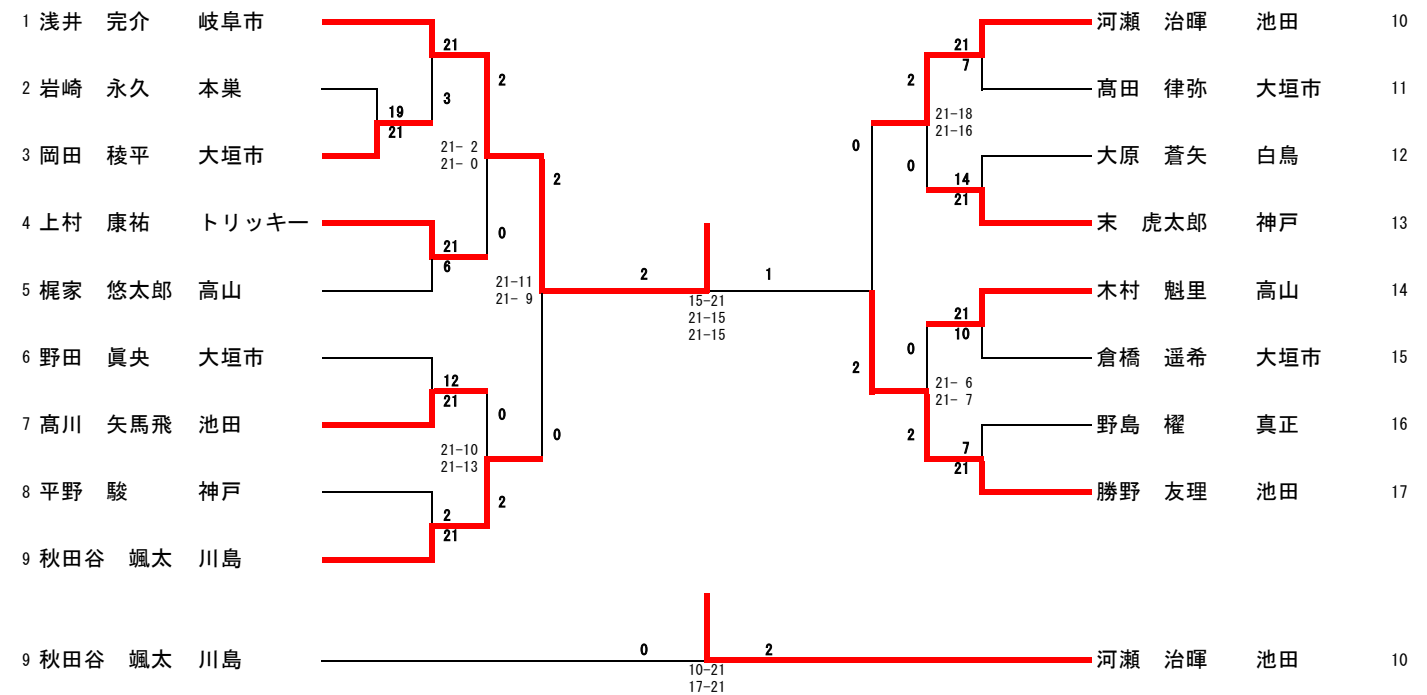 1 浅井 完介 岐阜市
河瀬 治暉 池田 10
21
21
7
2
2
2 岩崎 永久 本巣
髙田 律弥 大垣市 11
3
19
21
21-18
21-16
21- 2
21- 0
0
3 岡田 稜平 大垣市
大原 蒼矢 白鳥 12
0
2
14
21
4 上村 康祐 トリッキー
末 虎太郎 神戸 13
0
21
6
21-11
21- 9
2
1
5 梶家 悠太郎 高山
木村 魁里 高山 14
15-21
21-15
21-15
21
10
0
6 野田 眞央 大垣市
倉橋 遥希 大垣市 15
2
12
21
21- 6
21- 7
0
7 髙川 矢馬飛 池田
野島 櫂 真正 16
0
2
21-10
21-13
7
21
8 平野 駿 神戸
勝野 友理 池田 17
2
2
21
9 秋田谷 颯太 川島
0
2
9 秋田谷 颯太 川島
河瀬 治暉 池田 10
10-21
17-21